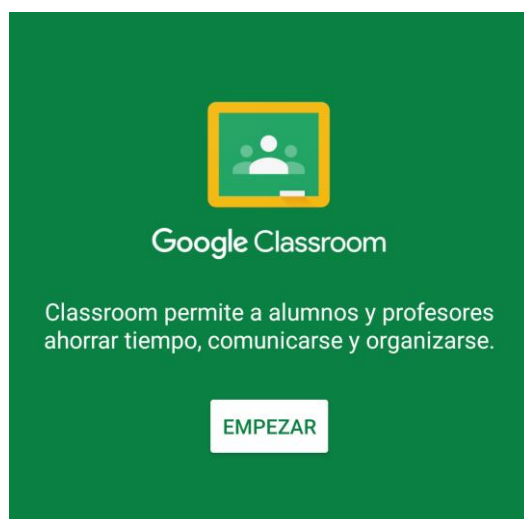 Google Classroom
Classroom permite a alumnos y profesores
ahorrar tiempo, comunicarse y organizarse.
EMPEZAR